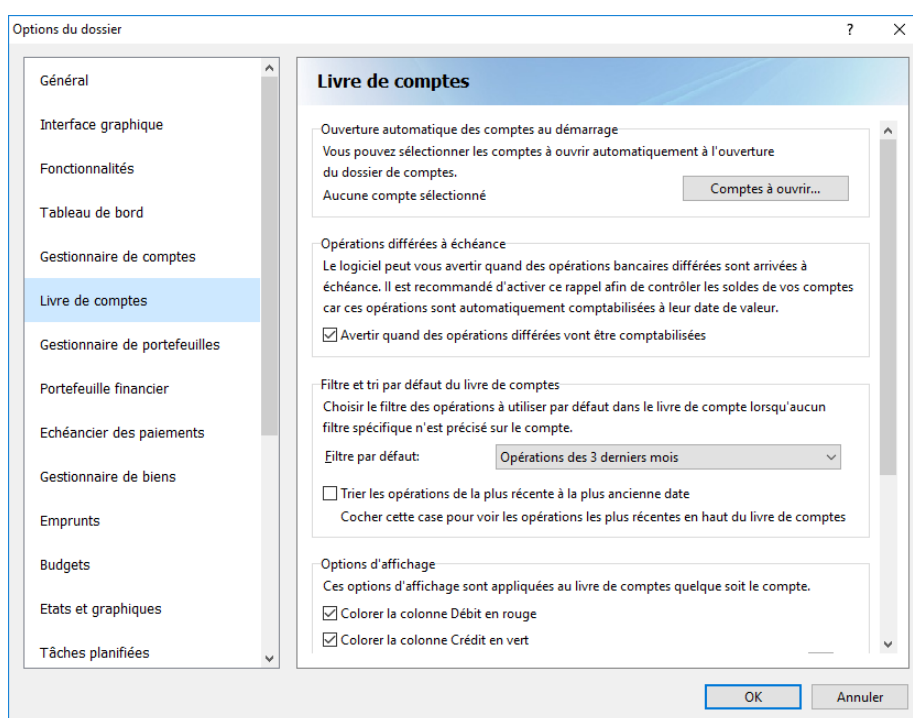 Options du dossier
?
Général
Interface graphique
Fonctionnalités
Tableau de bord
Gestionnaire de comptes
Livre de comptes
Gestionnaire de portefeuilles
Portefeuille financier
Echéancier des paiements
Gestionnaire de biens
Emprunts
Budgets
Etats et graphiques
Tâches planifiées
Livre de comptes
Ouverture automatique des comptes au démarrage
Vous pouvez sélectionner les comptes à ouvrir automatiquement à l'ouverture
du dossier de comptes.
Aucune compte sélectionné
Comptes à ouvrir...
Opérations différées à échéance
Le logiciel peut vous avertir quand des opérations bancaires différées sont arrivées à
échéance. Il est recommandé d'activer ce rappel afin de contrôler les soldes de vos comptes
car ces opérations sont automatiquement comptabilisées à leur date de valeur.
Avertir quand des opérations différées vont être comptabilisées
Filtre et tri par défaut du livre de comptes
Choisir le filtre des opérations à utiliser par défaut dans le livre de compte lorsqu'aucun
filtre spécifique n'est précisé sur le compte.
Filtre par défaut:
Opérations des 3 derniers mois
Trier les opérations de la plus récente à la plus ancienne date
Cocher cette case pour voir les opérations les plus récentes en haut du livre de comptes
Options d'affichage
Ces options d'affichage sont appliquées au livre de comptes quelque soit le compte.
Colorer la colonne Débit en rouge
Colorer la colonne Crédit en vert
OK
Annuler